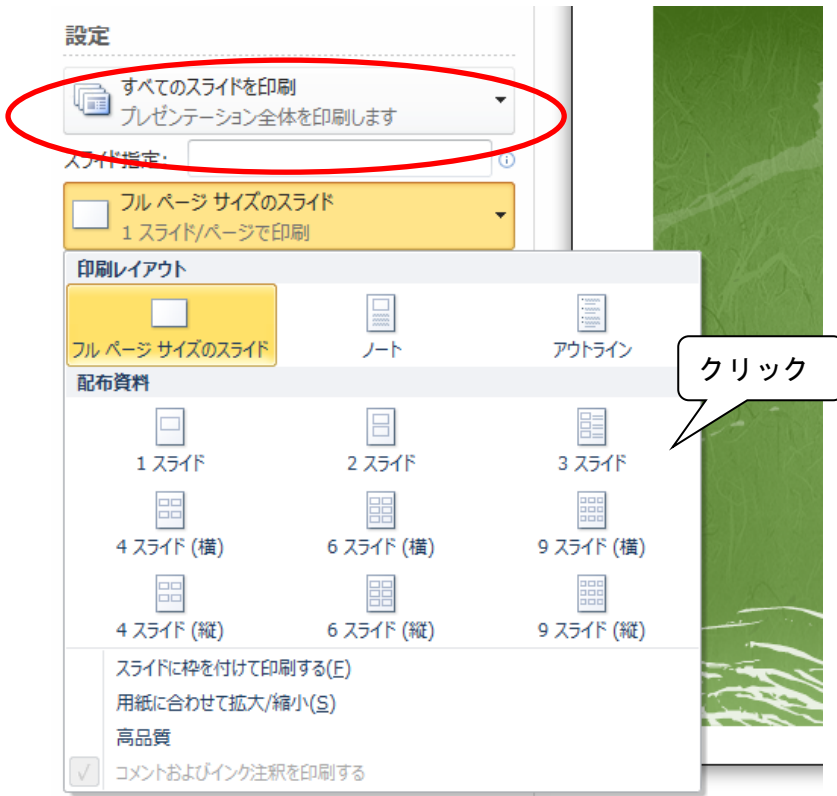 設定
すべてのスライドを印刷
プレゼンテーション全体を印刷します
スライド指定:
フル ページ サイズのスライド
1 スライド/ページで印刷
印刷レイアウト
フル ページ サイズのスライド ノート アウトライン
クリック
配布資料
1 スライド 2 スライド 3 スライド
4 スライド (横) 6 スライド (横) 9 スライド (横)
4 スライド (縦) 6 スライド (縦) 9 スライド (縦)
スライドに枠を付けて印刷する(F)
用紙に合わせて拡大/縮小(S)
高品質
コメントおよびインク注釈を印刷する